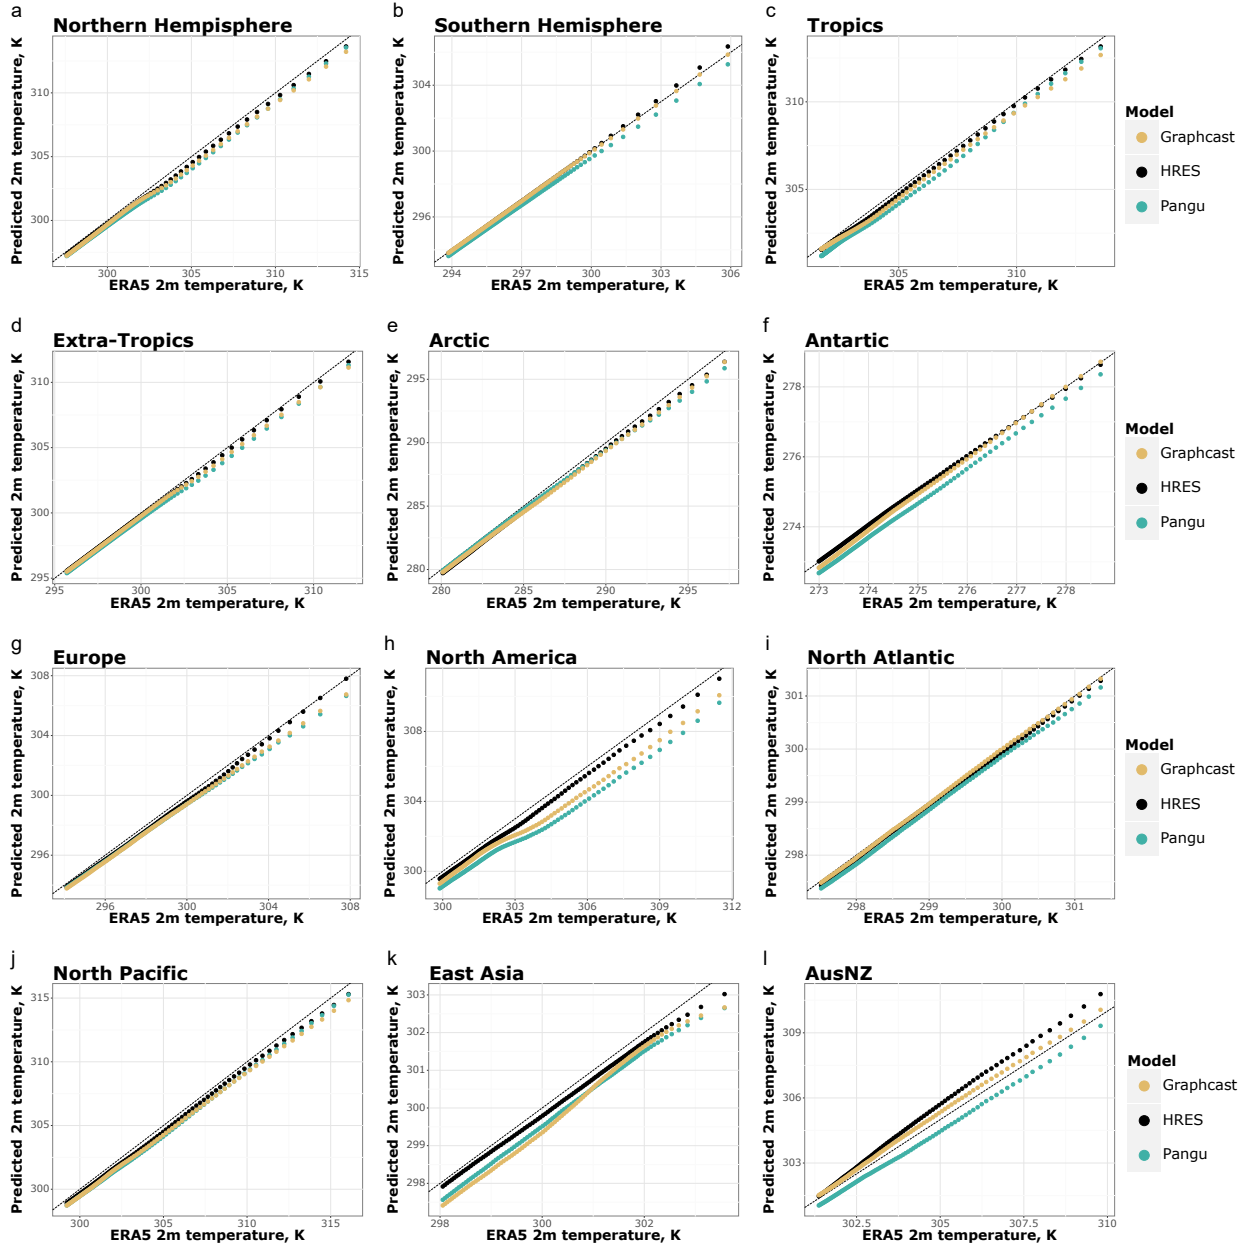 a
Northern Hempisphere
Predicted 2m temperature, K
310
305
300
300
305
310
315
ERA5 2m temperature, K
b
Southern Hemisphere
Predicted 2m temperature, K
304
300
296
294
297
300
303
306
ERA5 2m temperature, K
c
Tropics
Predicted 2m temperature, K
310
305
305
310
ERA5 2m temperature, K
Model
Graphcast
HRES
Pangu
d
Extra-Tropics
Predicted 2m temperature, K
310
305
300
295
295
300
305
310
ERA5 2m temperature, K
e
Arctic
Predicted 2m temperature, K
295
290
285
280
280
285
290
295
ERA5 2m temperature, K
f
Antartic
Predicted 2m temperature, K
278
276
274
273
274
275
276
277
278
ERA5 2m temperature, K
Model
Graphcast
HRES
Pangu
g
Europe
Predicted 2m temperature, K
308
304
300
296
296
300
304
308
ERA5 2m temperature, K
h
North America
Predicted 2m temperature, K
308
304
300
300
303
306
309
312
ERA5 2m temperature, K
i
North Atlantic
Predicted 2m temperature, K
301
300
299
298
298
299
300
301
ERA5 2m temperature, K
Model
Graphcast
HRES
Pangu
j
North Pacific
Predicted 2m temperature, K
315
310
305
300
300
305
310
315
ERA5 2m temperature, K
k
East Asia
Predicted 2m temperature, K
303
302
301
300
299
298
298
300
302
ERA5 2m temperature, K
l
AusNZ
Predicted 2m temperature, K
309
306
303
302.5
305
307.5
310
ERA5 2m temperature, K
Model
Graphcast
HRES
Pangu